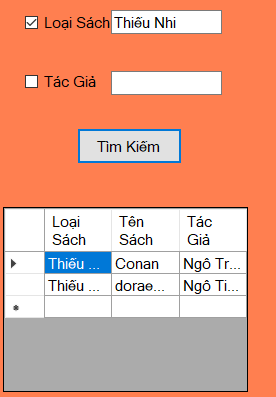 Loại Sách Thiếu Nhi
Tác Giả
Tìm Kiếm
Loại Sách Tên Sách Tác Giả
Thiếu ... Conan Ngô Tr...
Thiếu ... dorae... Ngô Ti...